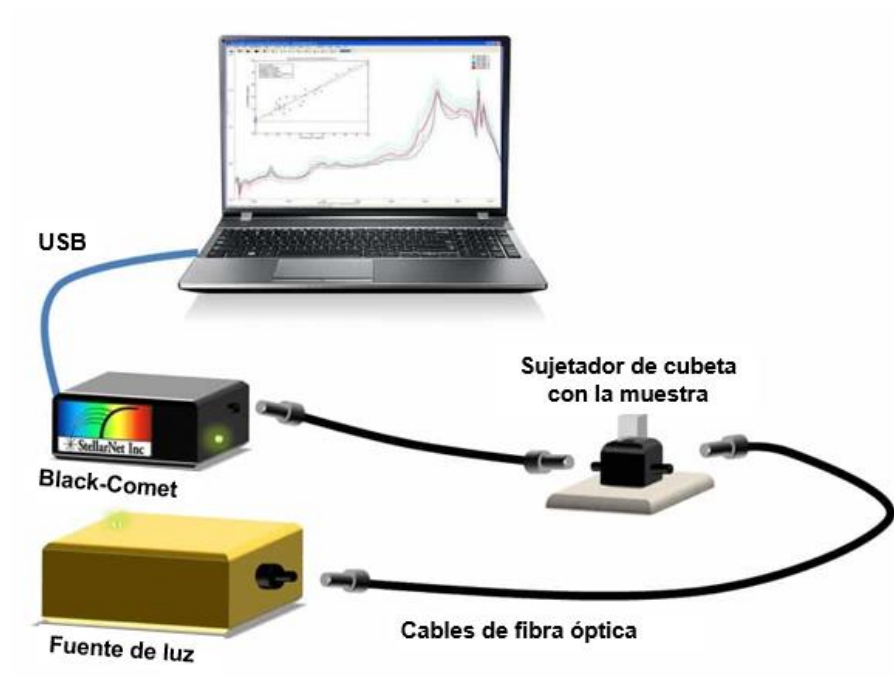 USB
Sujetador de cubeta
con la muestra
StellarNet Inc
Black-Comet
Cables de fibra óptica
Fuente de luz